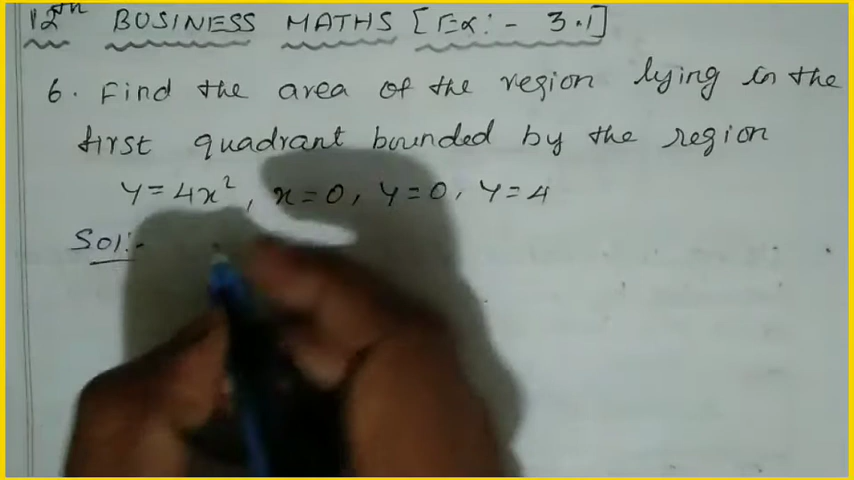 12th BUSINESS MATHS [Ex:- 3.1]
6. Find the area of the region lying in the
first quadrant bounded by the region
y=4x², x=0, y=0, y=4
Sol:-